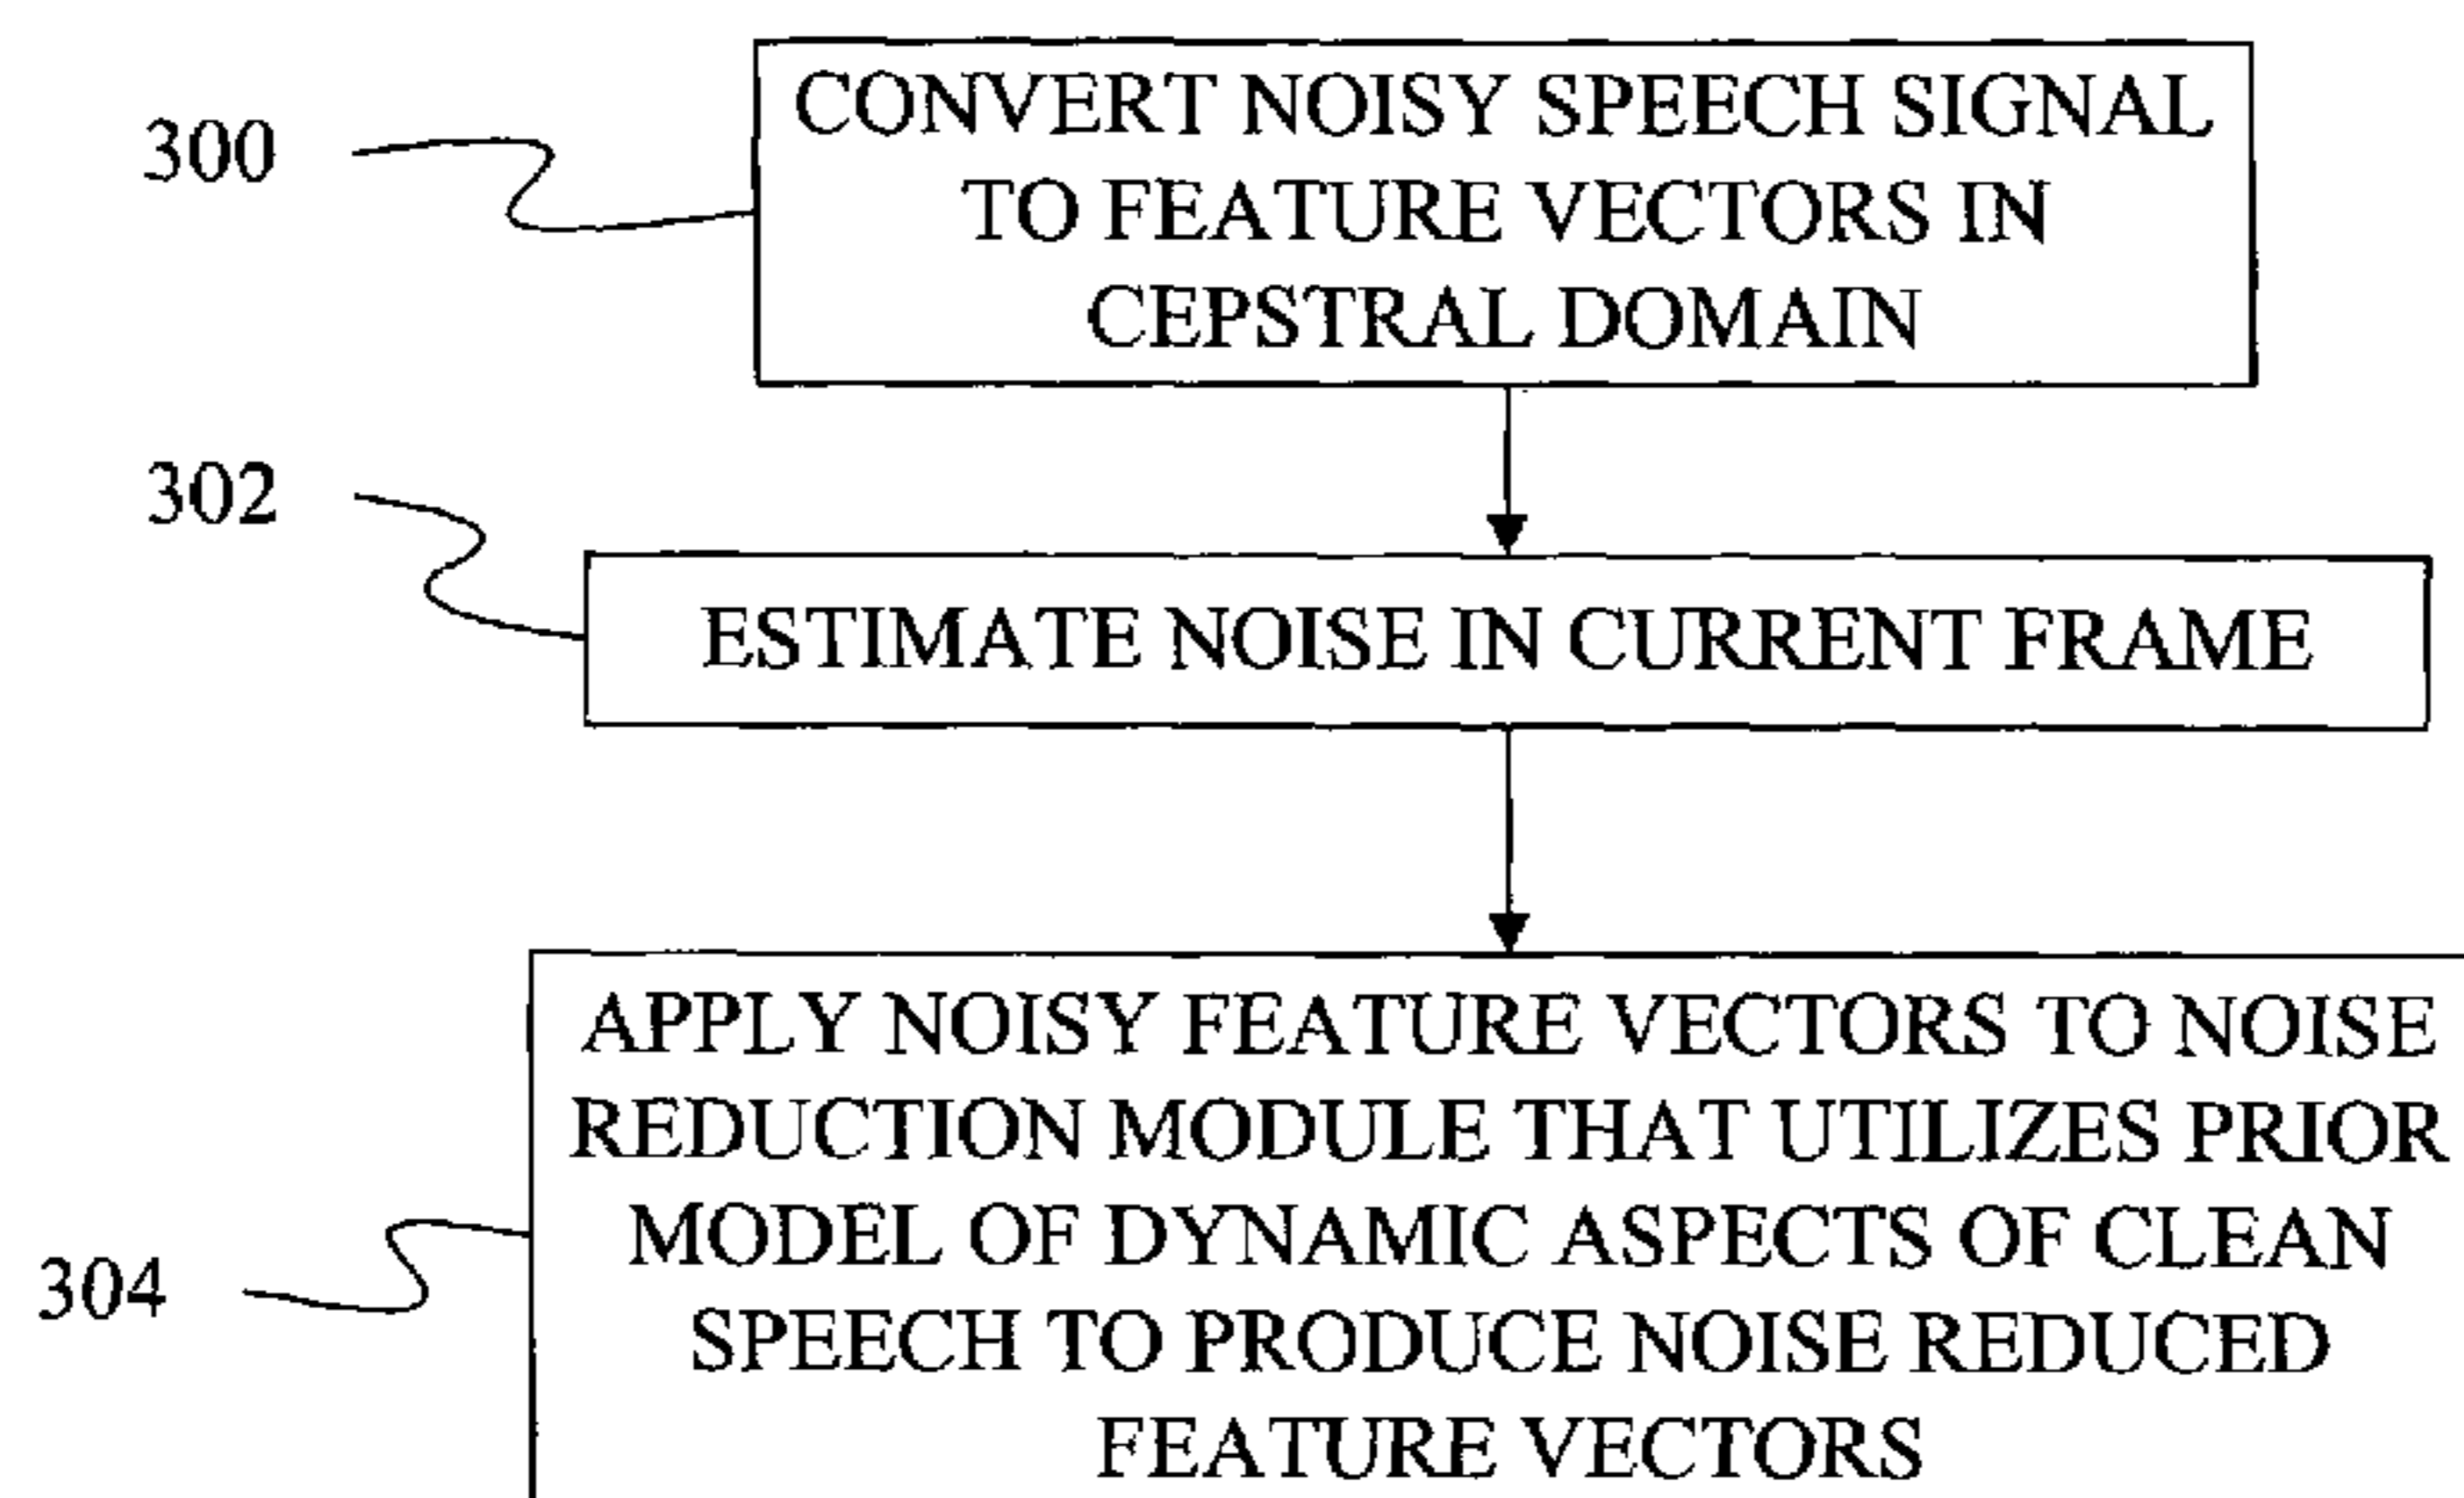 300
CONVERT NOISY SPEECH SIGNAL
TO FEATURE VECTORS IN
CEPSTRAL DOMAIN
302
ESTIMATE NOISE IN CURRENT FRAME
304
APPLY NOISY FEATURE VECTORS TO NOISE
REDUCTION MODULE THAT UTILIZES PRIOR
MODEL OF DYNAMIC ASPECTS OF CLEAN
SPEECH TO PRODUCE NOISE REDUCED
FEATURE VECTORS